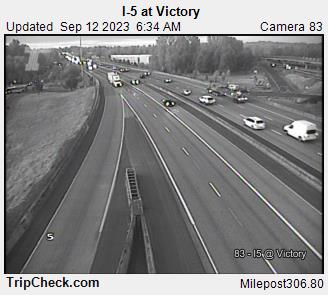 I-5 at Victory
Updated Sep 12 2023 6:34 AM Camera 83
5
83 - I5 @ Victory
TripCheck.com Milepost306.80